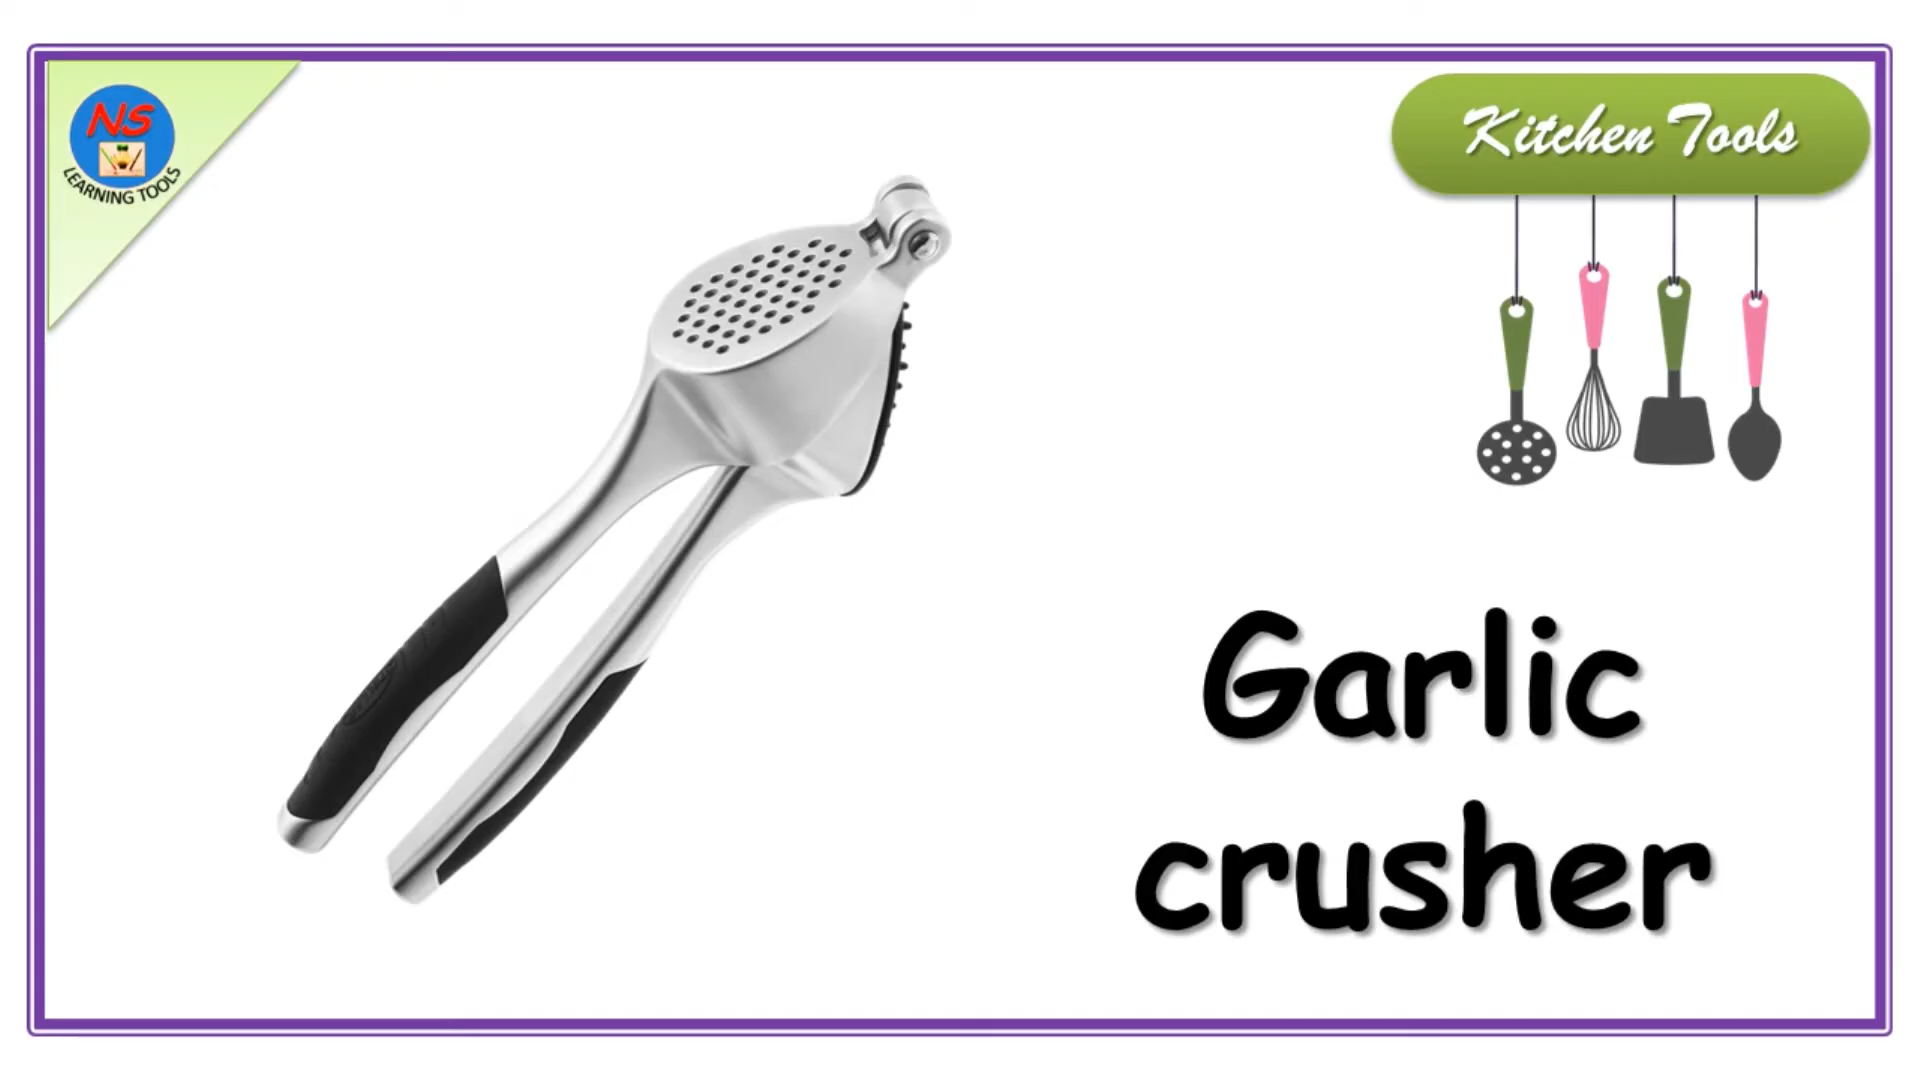 NS
LEARNING TOOLS
Kitchen Tools
Garlic
crusher